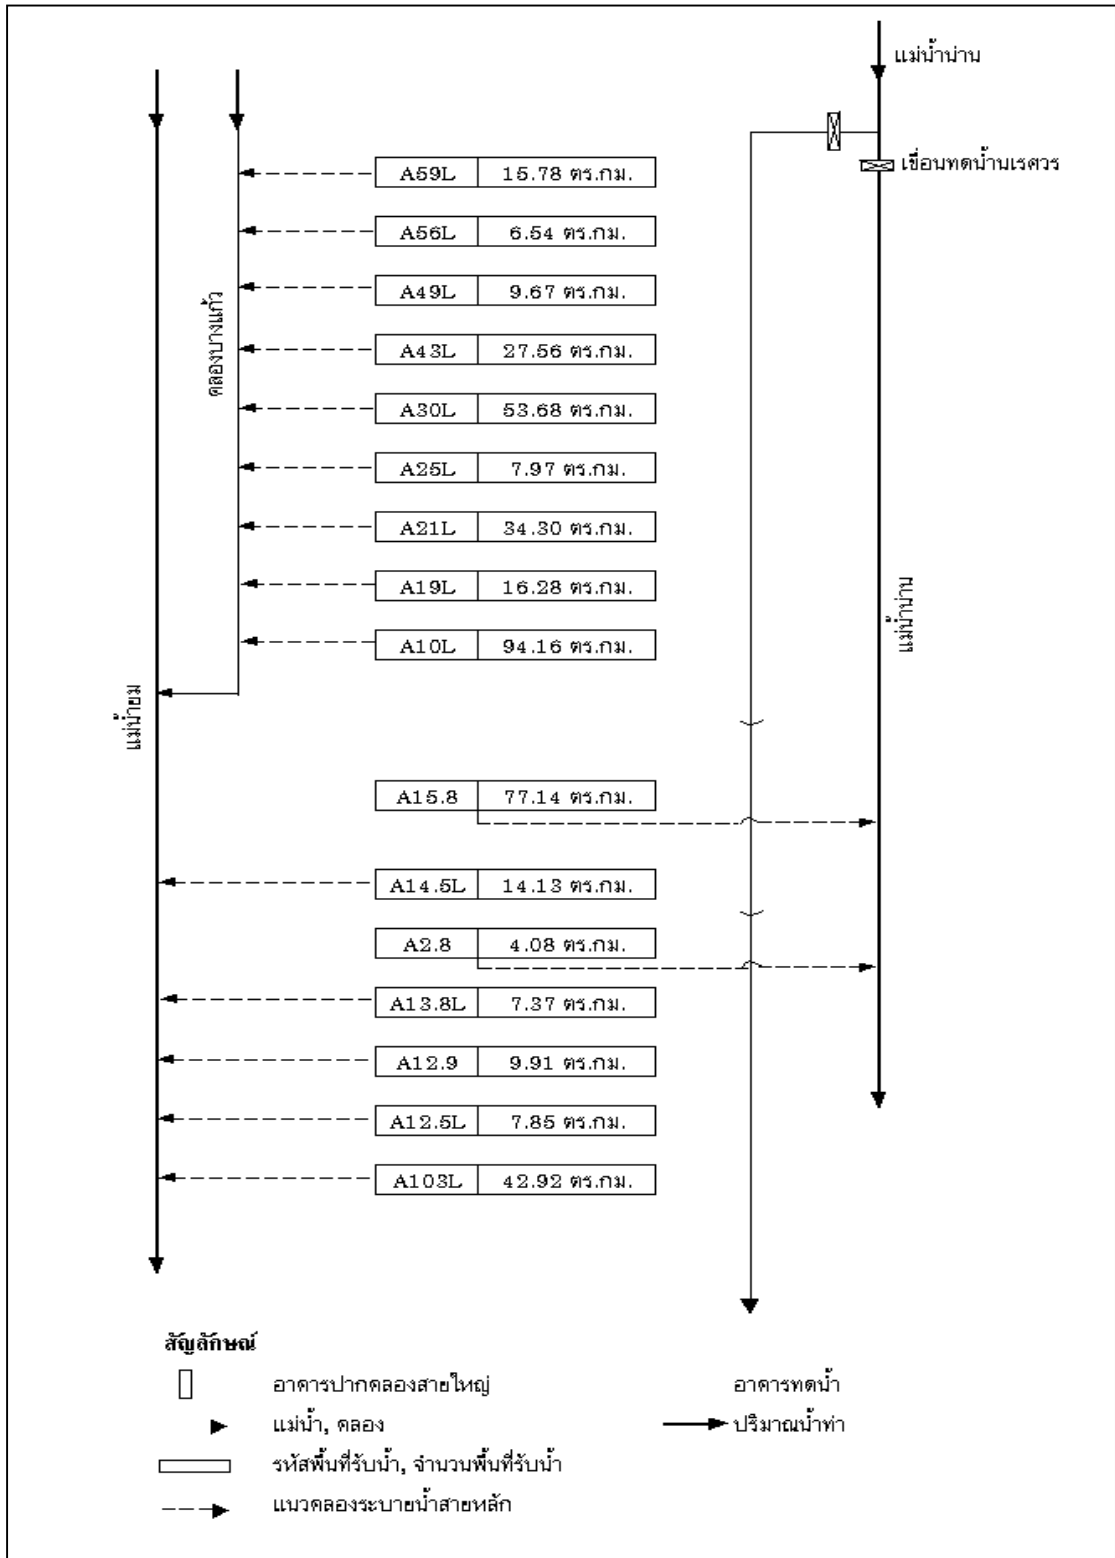 แม่น้ำน่าน
เขื่อนทดน้ำนเรศวร
A59L 15.78 ตร.กม.
A56L 6.54 ตร.กม.
A49L 9.67 ตร.กม.
คลองบางแก้ว
A43L 27.56 ตร.กม.
A30L 53.68 ตร.กม.
A25L 7.97 ตร.กม.
A21L 34.30 ตร.กม.
A19L 16.28 ตร.กม.
แม่น้ำน่าน
A10L 94.16 ตร.กม.
แม่น้ำยม
A15.8 77.14 ตร.กม.
A14.5L 14.13 ตร.กม.
A2.8 4.08 ตร.กม.
A13.8L 7.37 ตร.กม.
A12.9 9.91 ตร.กม.
A12.5L 7.85 ตร.กม.
A103L 42.92 ตร.กม.
สัญลักษณ์
อาคารปากคลองสายใหญ่
อาคารทดน้ำ
แม่น้ำ, คลอง
ปริมาณน้ำท่า
รหัสพื้นที่รับน้ำ, จำนวนพื้นที่รับน้ำ
แนวคลองระบายน้ำสายหลัก